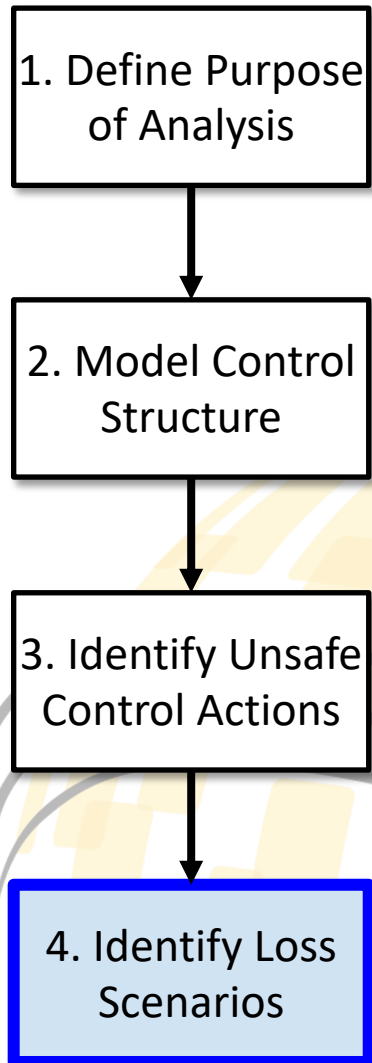 1. Define Purpose
of Analysis
2. Model Control
Structure
3. Identify Unsafe
Control Actions
4. Identify Loss
Scenarios